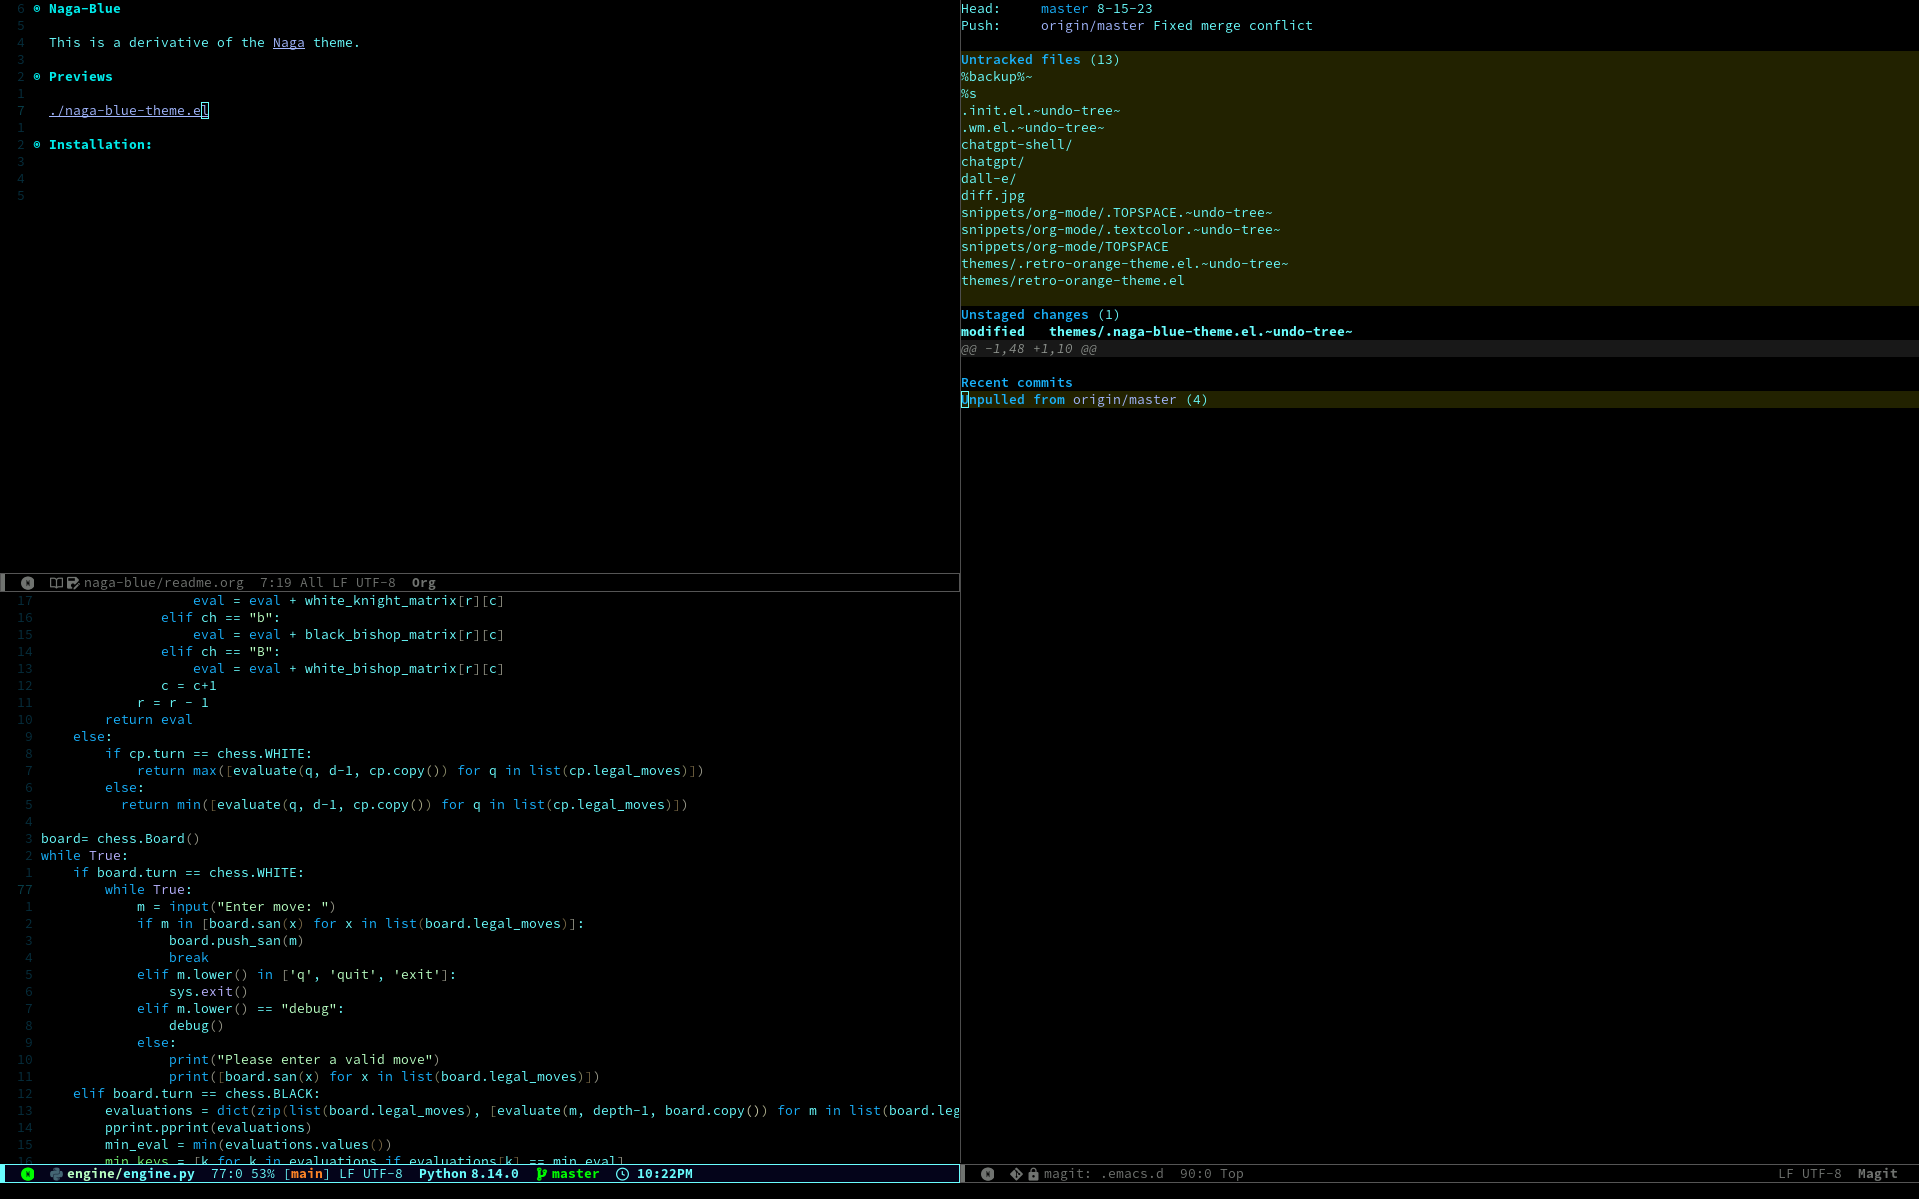 6 Naga-Blue
5
4 This is a derivative of the Naga theme.
3
2 Previews
1
7 ./naga-blue-theme.el
1
2 Installation:
3
4
5
naga-blue/readme.org 7:19 All LF UTF-8 Org
17 eval = eval + white_knight_matrix[r][c]
16 elif ch == "b":
15 eval = eval + black_bishop_matrix[r][c]
14 elif ch == "B":
13 eval = eval + white_bishop_matrix[r][c]
12 c = c+1
11 r = r - 1
10 return eval
9 else:
8 if cp.turn == chess.WHITE:
7 return max([evaluate(q, d-1, cp.copy()) for q in list(cp.legal_moves)])
6 else:
5 return min([evaluate(q, d-1, cp.copy()) for q in list(cp.legal_moves)])
4
3 board= chess.Board()
2 while True:
1 if board.turn == chess.WHITE:
77 while True:
1 m = input("Enter move: ")
2 if m in [board.san(x) for x in list(board.legal_moves)]:
3 board.push_san(m)
4 break
5 elif m.lower() in ['q', 'quit', 'exit']:
6 sys.exit()
7 elif m.lower() == "debug":
8 debug()
9 else:
10 print("Please enter a valid move")
11 print([board.san(x) for x in list(board.legal_moves)])
12 elif board.turn == chess.BLACK:
13 evaluations = dict(zip(list(board.legal_moves), [evaluate(m, depth-1, board.copy()) for m in list(board.leg
14 pprint.pprint(evaluations)
15 min_eval = min(evaluations.values())
16 min_keys = [k for k in evaluations if evaluations[k] == min_eval]
engine/engine.py 77:0 53% [main] LF UTF-8 Python 8.14.0 master 10:22PM
Head: master 8-15-23
Push: origin/master Fixed merge conflict
Untracked files (13)
%backup%~
%s
.init.el.~undo-tree~
.wm.el.~undo-tree~
chatgpt-shell/
chatgpt/
dall-e/
diff.jpg
snippets/org-mode/.TOPSPACE.~undo-tree~
snippets/org-mode/.textcolor.~undo-tree~
snippets/org-mode/TOPSPACE
themes/.retro-orange-theme.el.~undo-tree~
themes/retro-orange-theme.el
Unstaged changes (1)
modified themes/.naga-blue-theme.el.~undo-tree~
@@ -1,48 +1,10 @@
Recent commits
Unpulled from origin/master (4)
magit: .emacs.d 90:0 Top LF UTF-8 Magit